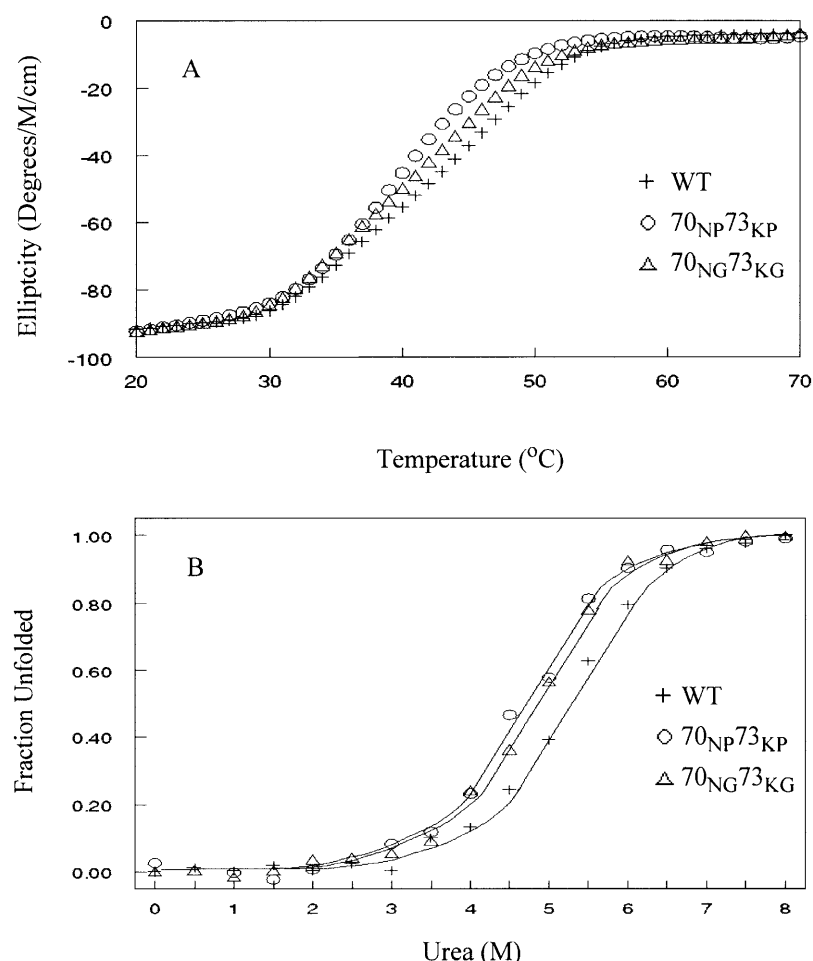 0
-20
-40
-60
-80
-100
Elliptcity (Degrees/M/cm)
A
WT
70NP73KP
70NG73KG
20 30 40 50 60 70
Temperature (°C)
1.00
0.80
0.60
0.40
0.20
0.00
Fraction Unfolded
B
WT
70NP73KP
70NG73KG
0 1 2 3 4 5 6 7 8
Urea (M)